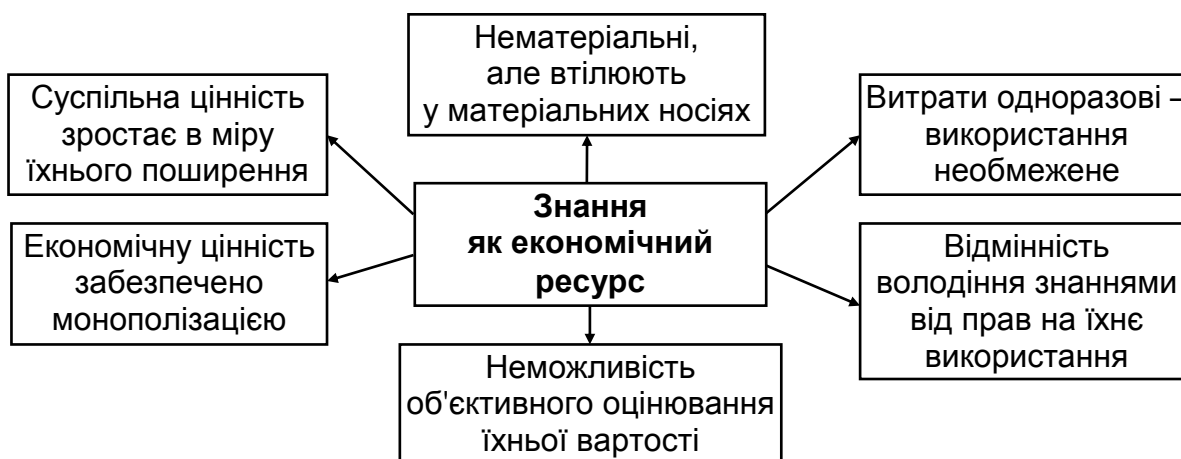 Нематеріальні,
але втілюють
у матеріальних носіях
Суспільна цінність
зростає в міру
їхнього поширення
Витрати одноразові –
використання
необмежене
Знання
як економічний
ресурс
Економічну цінність
забезпечено
монополізацією
Відмінність
володіння знаннями
від прав на їхнє
використання
Неможливість
об'єктивного оцінювання
їхньої вартості